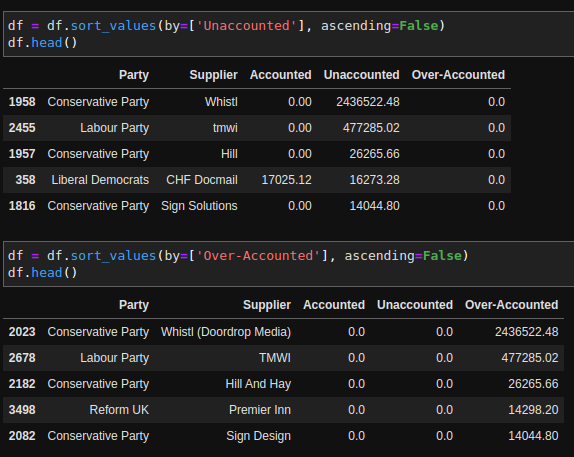 df = df.sort_values(by=['Unaccounted'], ascending=False)
df.head()
Party Supplier Accounted Unaccounted Over-Accounted
1958 Conservative Party Whistl 0.00 2436522.48 0.0
2455 Labour Party tmwi 0.00 477285.02 0.0
1957 Conservative Party Hill 0.00 26265.66 0.0
358 Liberal Democrats CHF Docmail 17025.12 16273.28 0.0
1816 Conservative Party Sign Solutions 0.00 14044.80 0.0
df = df.sort_values(by=['Over-Accounted'], ascending=False)
df.head()
Party Supplier Accounted Unaccounted Over-Accounted
2023 Conservative Party Whistl (Doordrop Media) 0.0 0.0 2436522.48
2678 Labour Party TMWI 0.0 0.0 477285.02
2182 Conservative Party Hill And Hay 0.0 0.0 26265.66
3498 Reform UK Premier Inn 0.0 0.0 14298.20
2082 Conservative Party Sign Design 0.0 0.0 14044.80